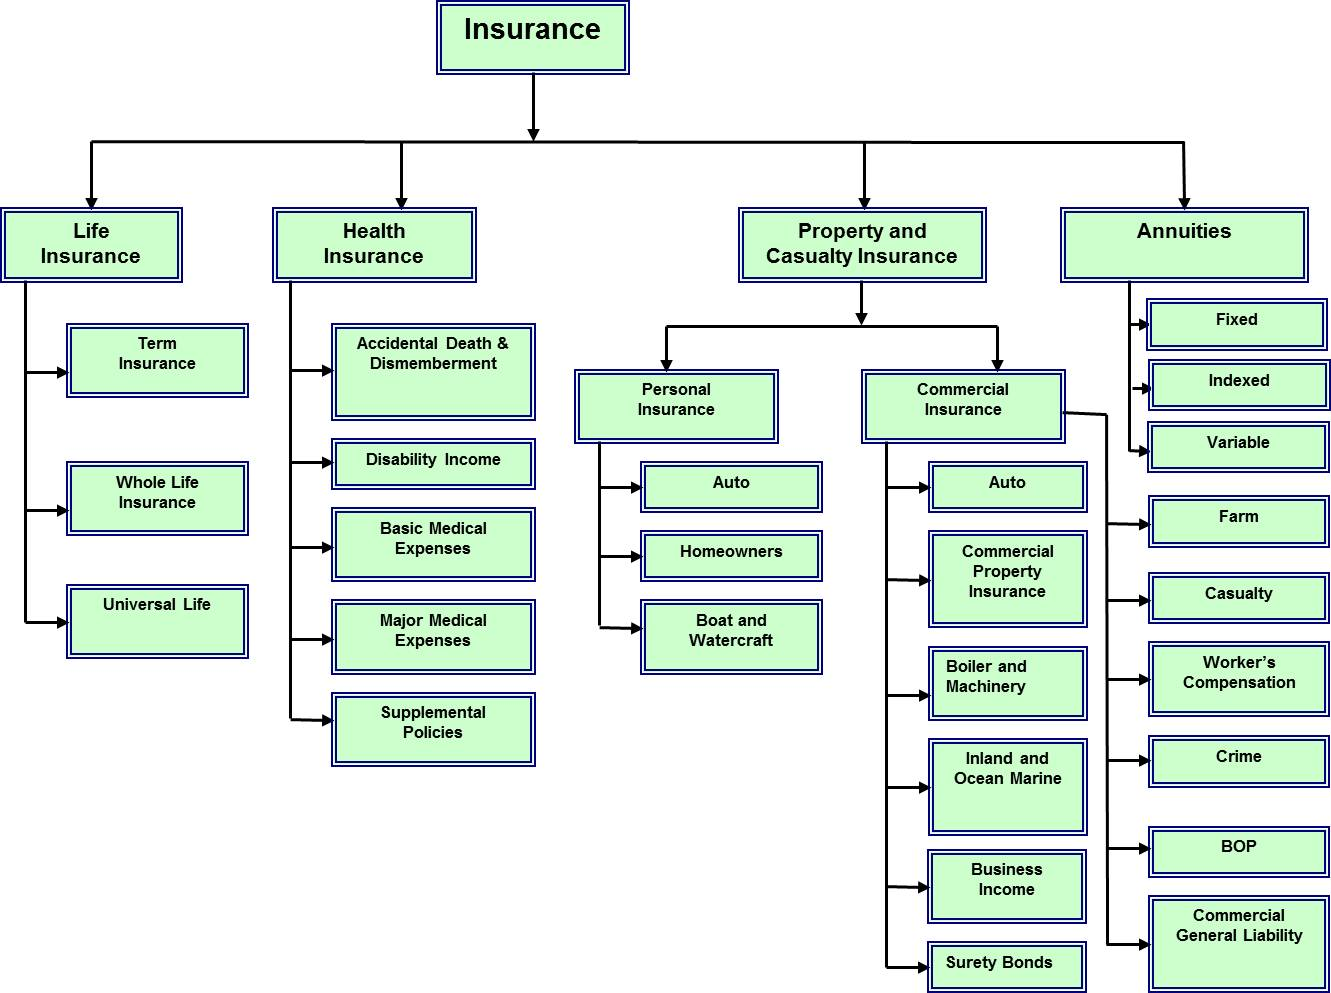 Insurance
Life
Insurance
Health
Insurance
Property and
Casualty Insurance
Annuities
Term
Insurance
Whole Life
Insurance
Universal Life
Accidental Death &
Dismemberment
Disability Income
Basic Medical
Expenses
Major Medical
Expenses
Supplemental
Policies
Personal
Insurance
Auto
Homeowners
Boat and
Watercraft
Commercial
Insurance
Auto
Commercial
Property
Insurance
Boiler and
Machinery
Inland and
Ocean Marine
Business
Income
Surety Bonds
Fixed
Indexed
Variable
Farm
Casualty
Worker’s
Compensation
Crime
BOP
Commercial
General Liability